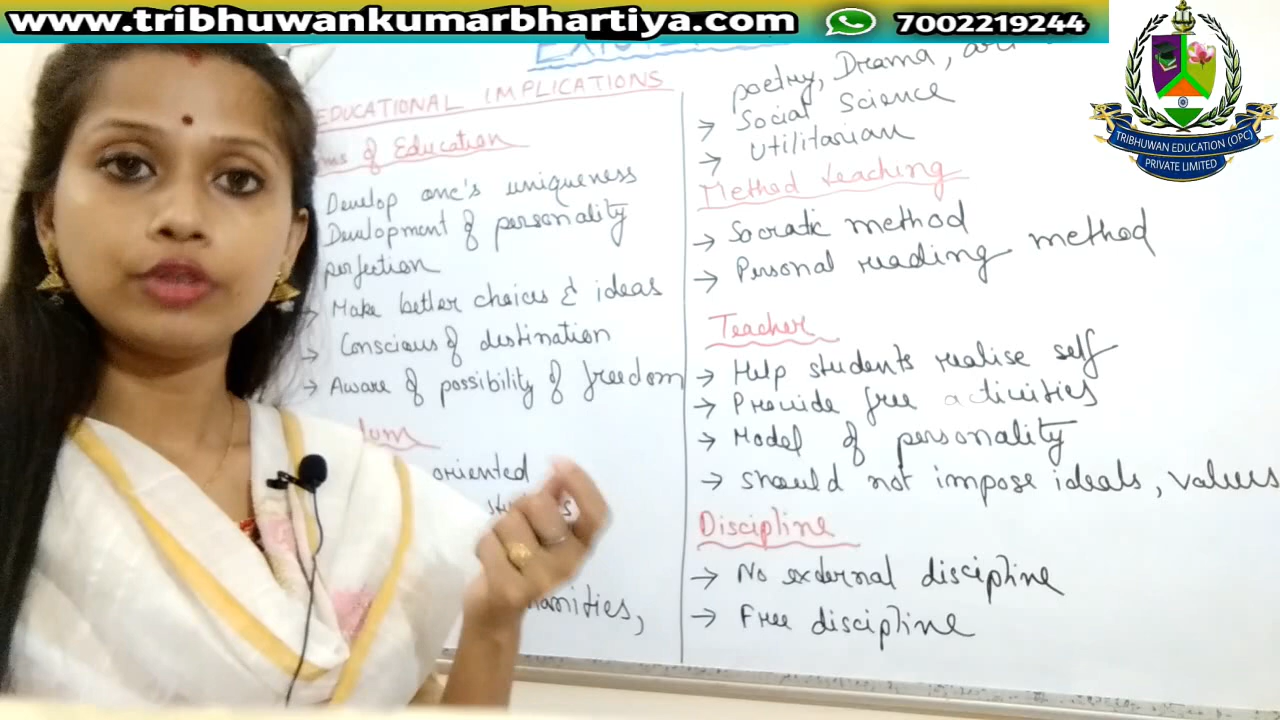 www.tribhuwankumarbhartiya.com 7002219244
TRIBHUWAN EDUCATION (OPC)
PRIVATE LIMITED
EDUCATIONAL IMPLICATIONS
of Education
Develop one's uniqueness
Development of personality
perfection
→ Make better choices & ideas
→ Conscious of destination
→ Aware of possibility of freedom
oriented
poetry, Drama,
→ Social Science
→ Utilitarian
Method teaching
→ Socratic method
→ Personal reading method
Teacher
→ Help students realise self
→ Provide free activities
→ Model of personality
→ should not impose ideals, values
Discipline
→ No external discipline
→ Free discipline